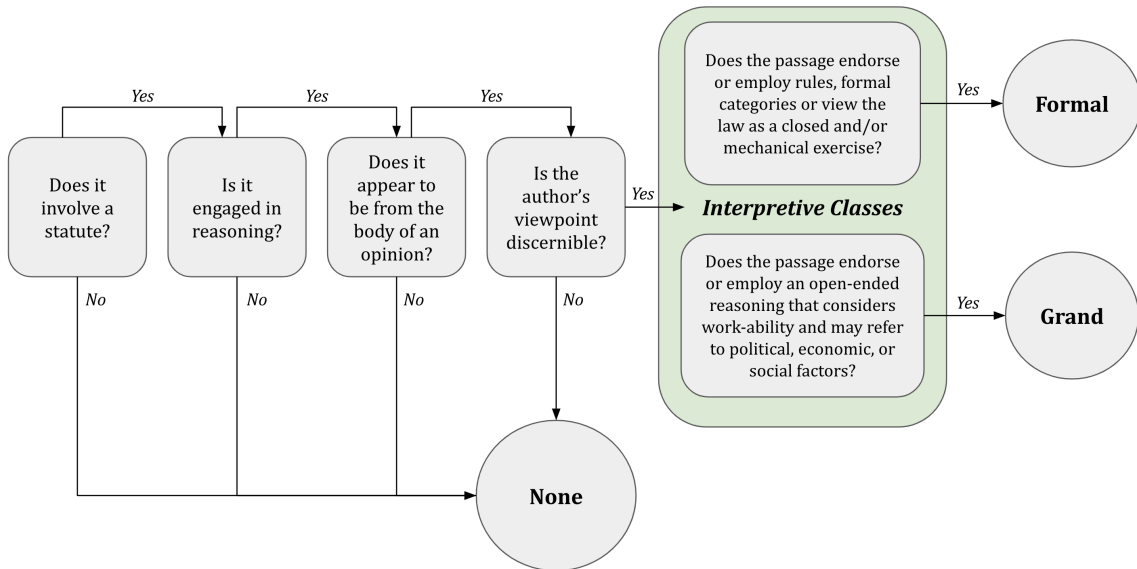 Yes
Yes
Yes
Does it
involve a
statute?
Is it
engaged in
reasoning?
Does it
appear to
be from the
body of an
opinion?
Is the
author’s
viewpoint
discernible?
Yes
No
No
No
No
None
Does the passage endorse
or employ rules, formal
categories or view the
law as a closed and/or
mechanical exercise?
Yes
Formal
Interpretive Classes
Does the passage endorse
or employ an open-ended
reasoning that considers
work-ability and may refer
to political, economic, or
social factors?
Yes
Grand